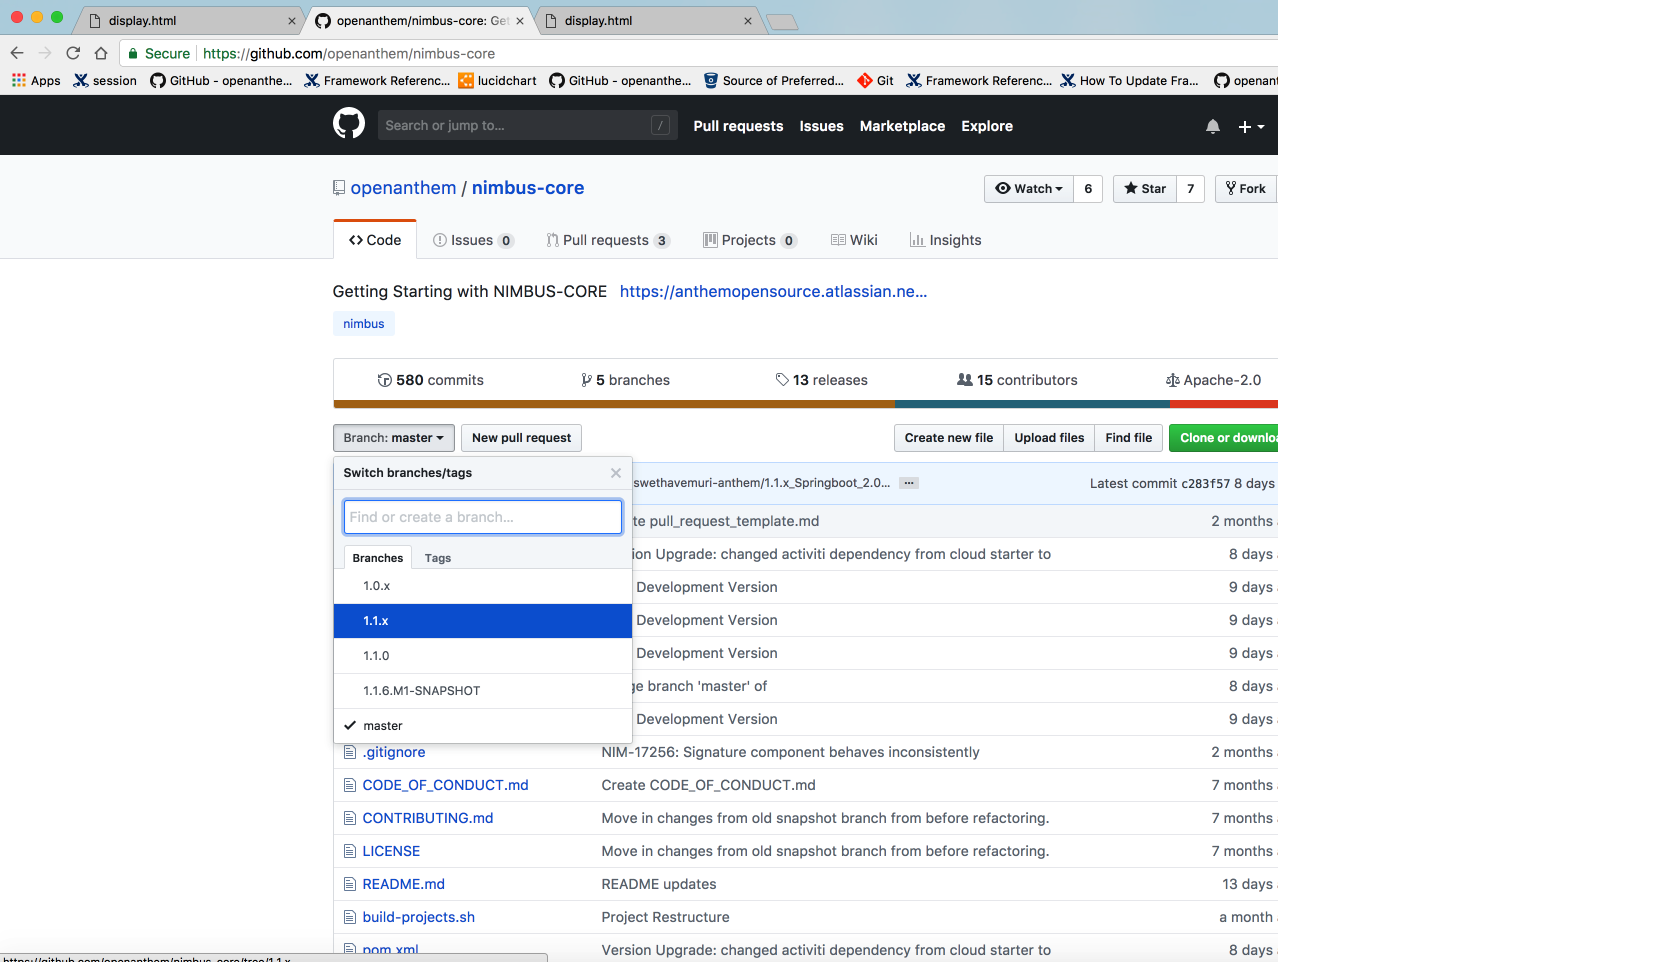 display.html
openanthem/nimbus-core: Get
display.html
Secure https://github.com/openanthem/nimbus-core
Apps session GitHub - openanthe... Framework Referenc... lucidchart GitHub - openanthe... Source of Preferred... Git Framework Referenc... How To Update Fra... openant
Search or jump to... / Pull requests Issues Marketplace Explore
openanthem / nimbus-core Watch 6 Star 7 Fork
Code Issues 0 Pull requests 3 Projects 0 Wiki Insights
Getting Starting with NIMBUS-CORE https://anthemopensource.atlassian.ne...
nimbus
580 commits 5 branches 13 releases 15 contributors Apache-2.0
Branch: master New pull request Create new file Upload files Find file Clone or downloa
Switch branches/tags
swethavemuri-anthem/1.1.x_Springboot_2.0... ... Latest commit c283f57 8 days
Find or create a branch...
te pull_request_template.md 2 months
Branches Tags
ion Upgrade: changed activiti dependency from cloud starter to 8 days
1.0.x
Development Version 9 days
1.1.x
Development Version 9 days
1.1.0
Development Version 9 days
1.1.6.M1-SNAPSHOT
ge branch 'master' of 8 days
master
Development Version 9 days
.gitignore NIM-17256: Signature component behaves inconsistently 2 months
CODE_OF_CONDUCT.md Create CODE_OF_CONDUCT.md 7 months
CONTRIBUTING.md Move in changes from old snapshot branch from before refactoring. 7 months
LICENSE Move in changes from old snapshot branch from before refactoring. 7 months
README.md README updates 13 days
build-projects.sh Project Restructure a month
pom.xml Version Upgrade: changed activiti dependency from cloud starter to 8 days
https://github.com/openanthem/nimbus-core/tree/1.1.x